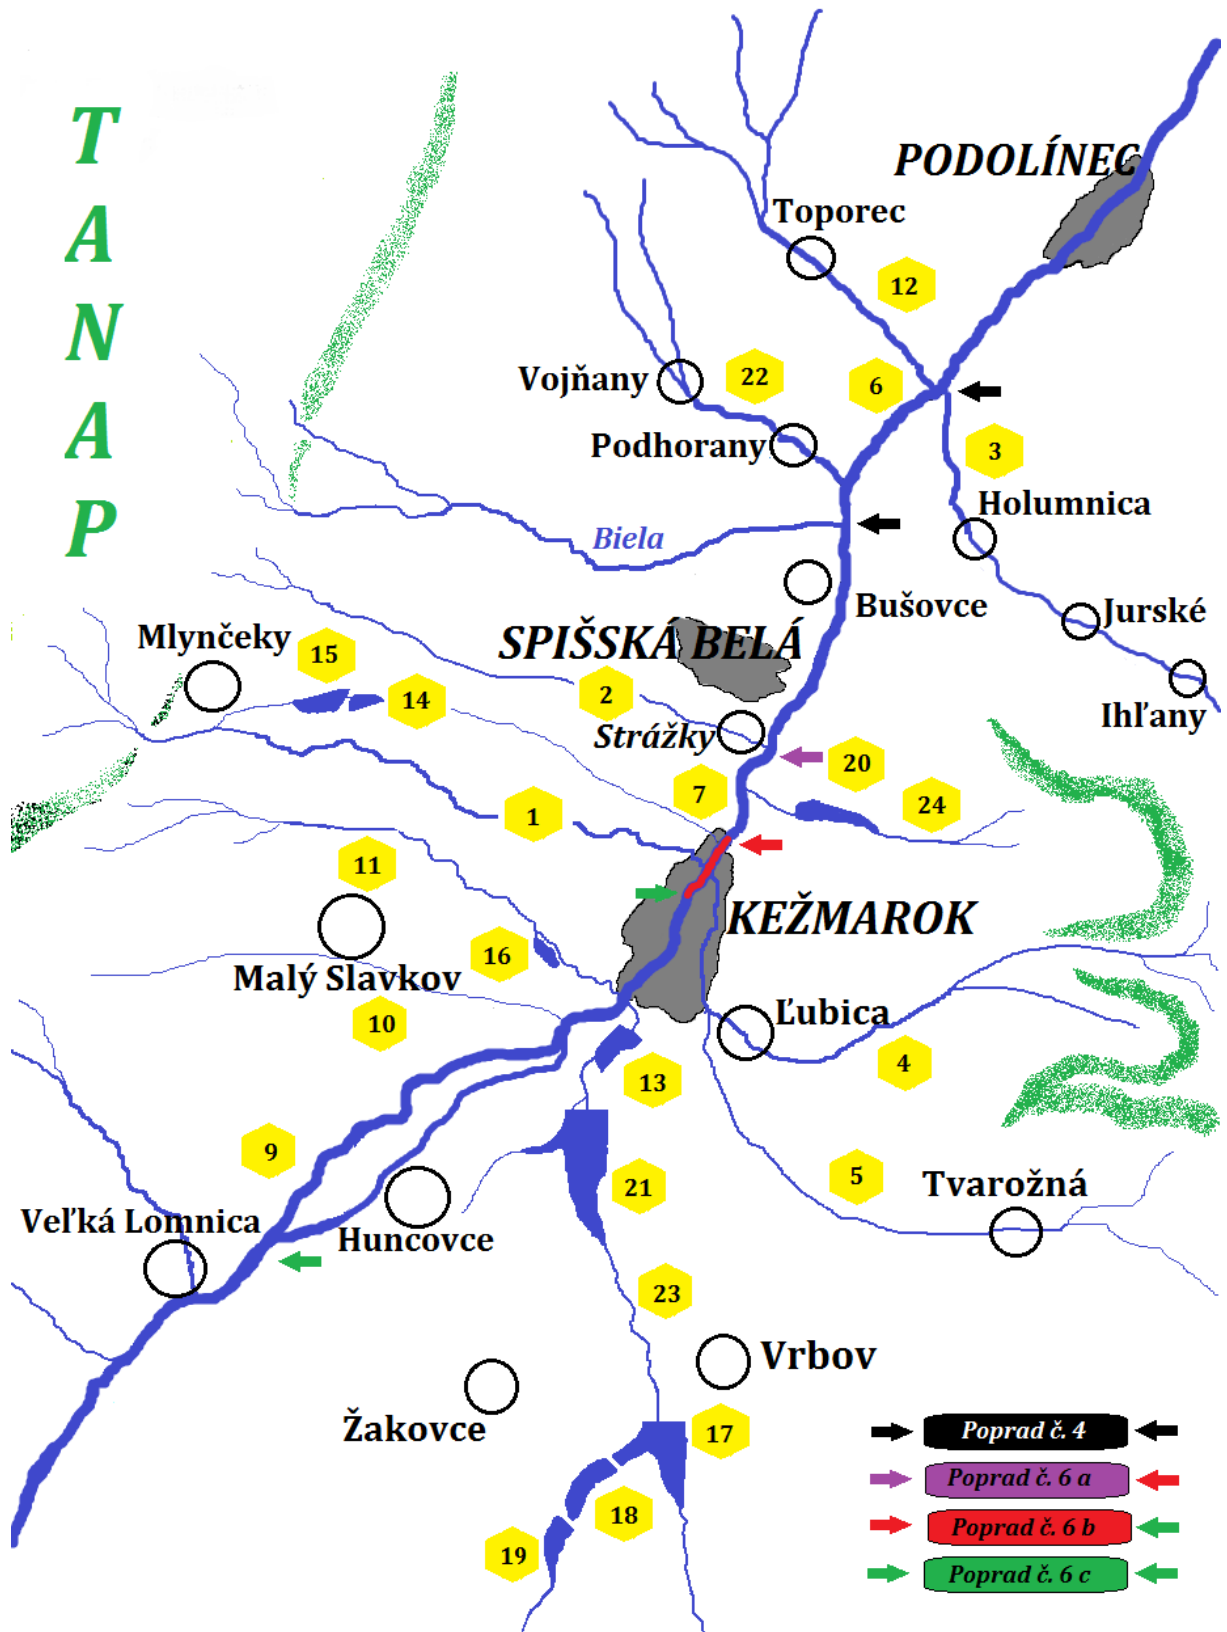 T
A
N
A
P
PODOLÍNEC
Toporec
12
Vojňany
22
6
Podhorany
3
Holumnica
Biela
Bušovce
Jurské
Mlynčeky
15
SPIŠSKÁ BELÁ
14
2
Ihľany
Strážky
20
7
24
1
11
KEŽMAROK
16
Malý Slavkov
10
Ľubica
4
13
9
5
Tvarožná
21
Veľká Lomnica
Huncovce
23
Vrbov
Žakovce
17
18
19
Poprad č. 4
Poprad č. 6 a
Poprad č. 6 b
Poprad č. 6 c